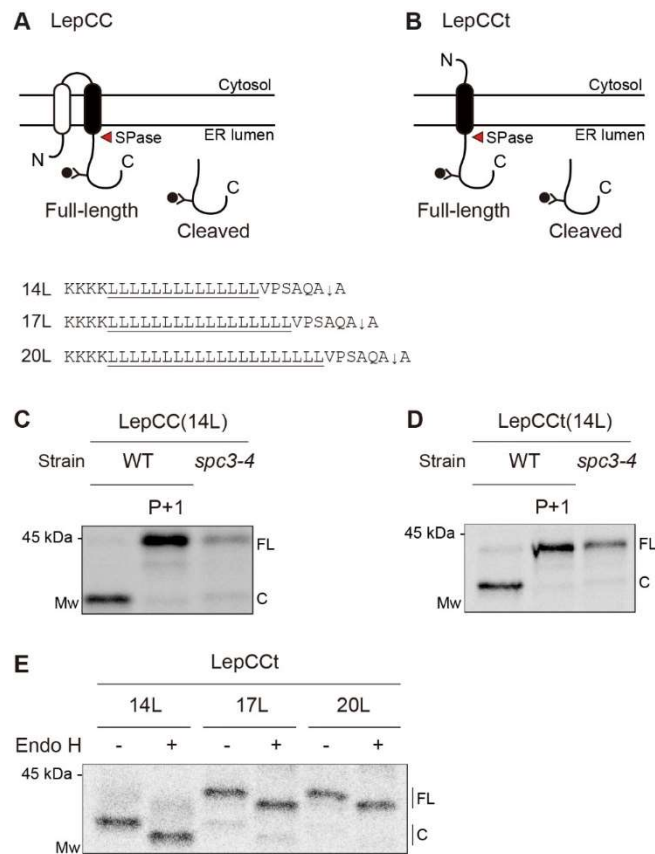 A LepCC
B LepCCt
N
Cytosol
Cytosol
SPase
ER lumen
SPase
ER lumen
N
C
C
C
C
Full-length
Cleaved
Full-length
Cleaved
14L KKKKLLLLLLLLLLLLLLVPSAQA↓A
17L KKKKLLLLLLLLLLLLLLLLLVPSAQA↓A
20L KKKKLLLLLLLLLLLLLLLLLLLLVPSAQA↓A
C
LepCC(14L)
Strain WT spc3-4
P+1
45 kDa -
FL
Mw
C
D
LepCCt(14L)
Strain WT spc3-4
P+1
45 kDa -
FL
Mw
C
E
LepCCt
14L 17L 20L
Endo H - + - + - +
45 kDa -
FL
C
Mw